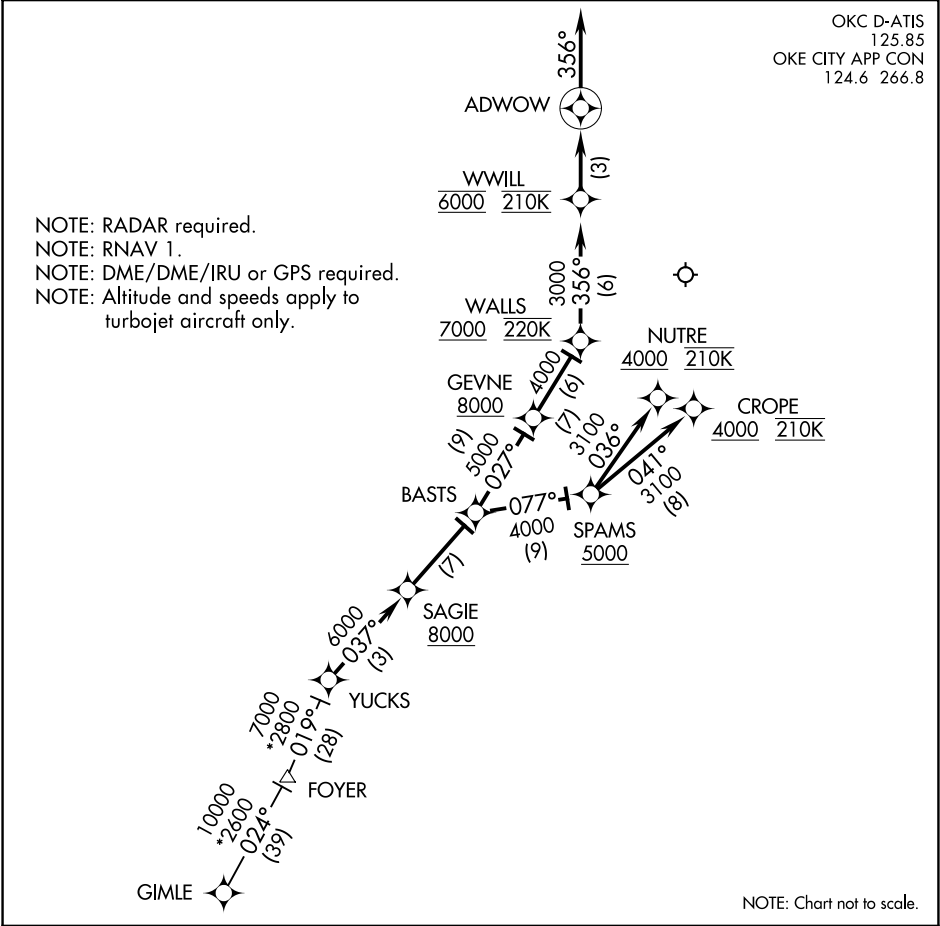 OKC D-ATIS
125.85
OKE CITY APP CON
124.6 266.8
356°
ADWOW
(3)
WWILL
6000 210K
NOTE: RADAR required.
NOTE: RNAV 1.
NOTE: DME/DME/IRU or GPS required.
NOTE: Altitude and speeds apply to
turbojet aircraft only.
3000
356°
(6)
WALLS
7000 220K
NUTRE
4000 210K
4000
(6)
GEVNE
8000
CROPE
4000 210K
(7)
3100
036°
041°
3100
(8)
(9)
5000
027°
BASTS
077°
4000
(9)
SPAMS
5000
(7)
SAGIE
8000
6000
037°
(3)
YUCKS
7000
*2800
019°
(28)
FOYER
10000
*2600
024°
(39)
GIMLE
NOTE: Chart not to scale.